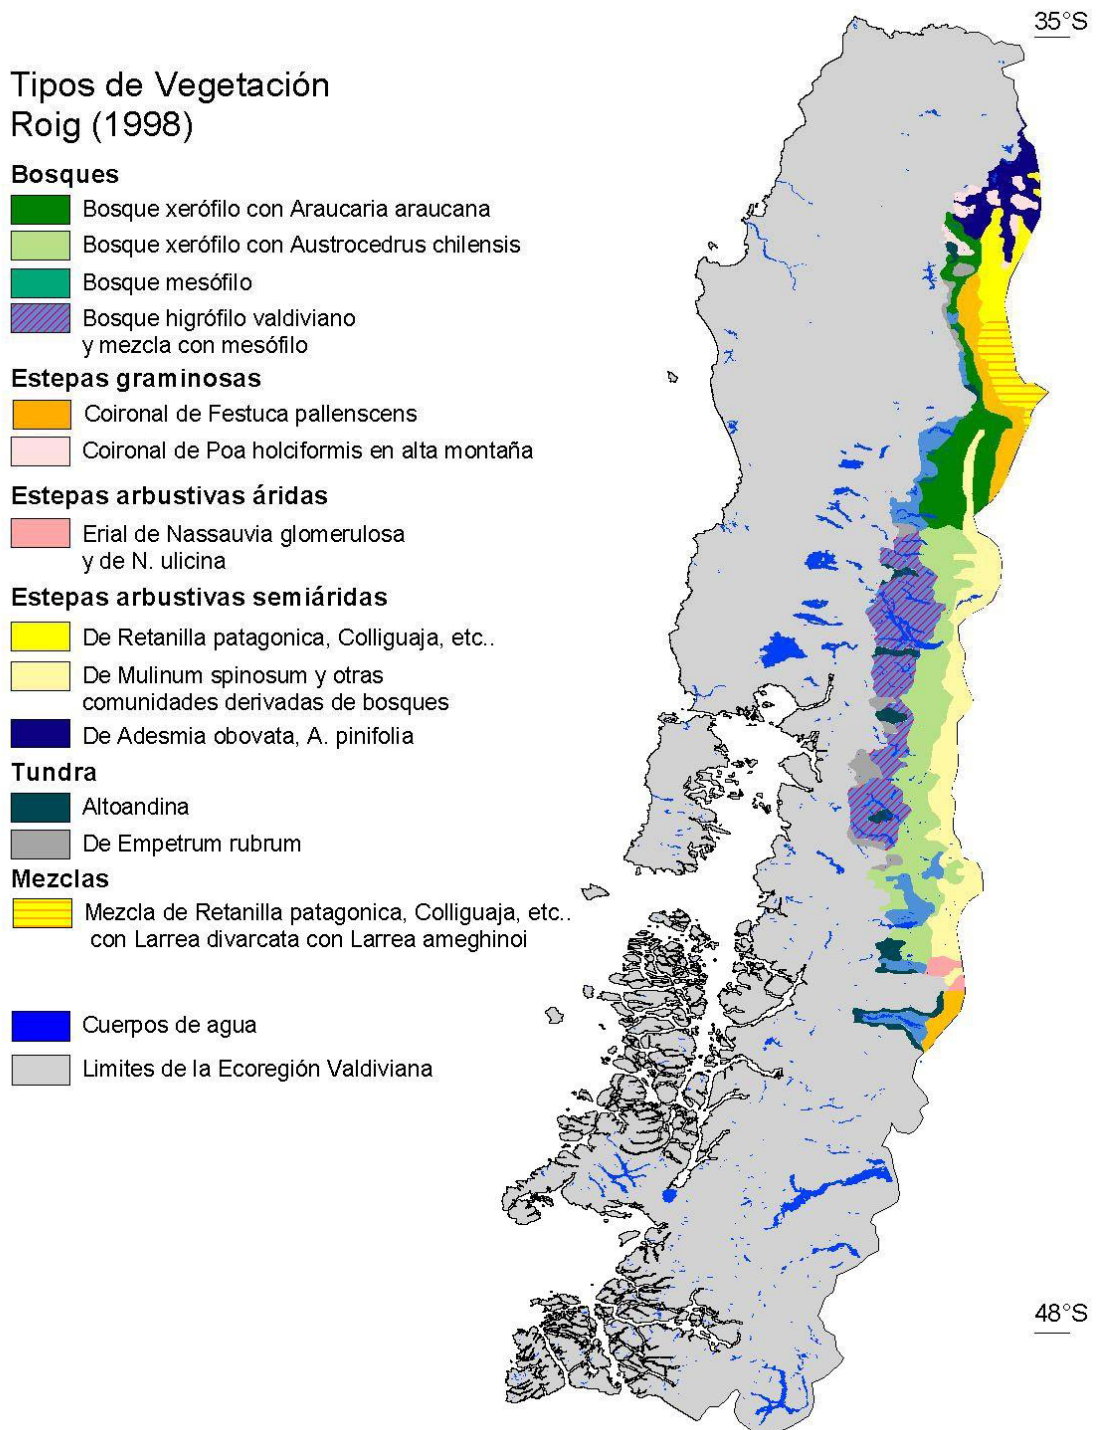 35°S
Tipos de Vegetación
Roig (1998)
Bosques
Bosque xerófilo con Araucaria araucana
Bosque xerófilo con Austrocedrus chilensis
Bosque mesófilo
Bosque higrófilo valdiviano
y mezcla con mesófilo
Estepas graminosas
Coironal de Festuca pallenscens
Coironal de Poa holciformis en alta montaña
Estepas arbustivas áridas
Erial de Nassauvia glomerulosa
y de N. ulicina
Estepas arbustivas semiáridas
De Retanilla patagonica, Colliguaja, etc..
De Mulinum spinosum y otras
comunidades derivadas de bosques
De Adesmia obovata, A. pinifolia
Tundra
Altoandina
De Empetrum rubrum
Mezclas
Mezcla de Retanilla patagonica, Colliguaja, etc..
con Larrea divarcata con Larrea ameghinoi
Cuerpos de agua
Limites de la Ecoregión Valdiviana
48°S